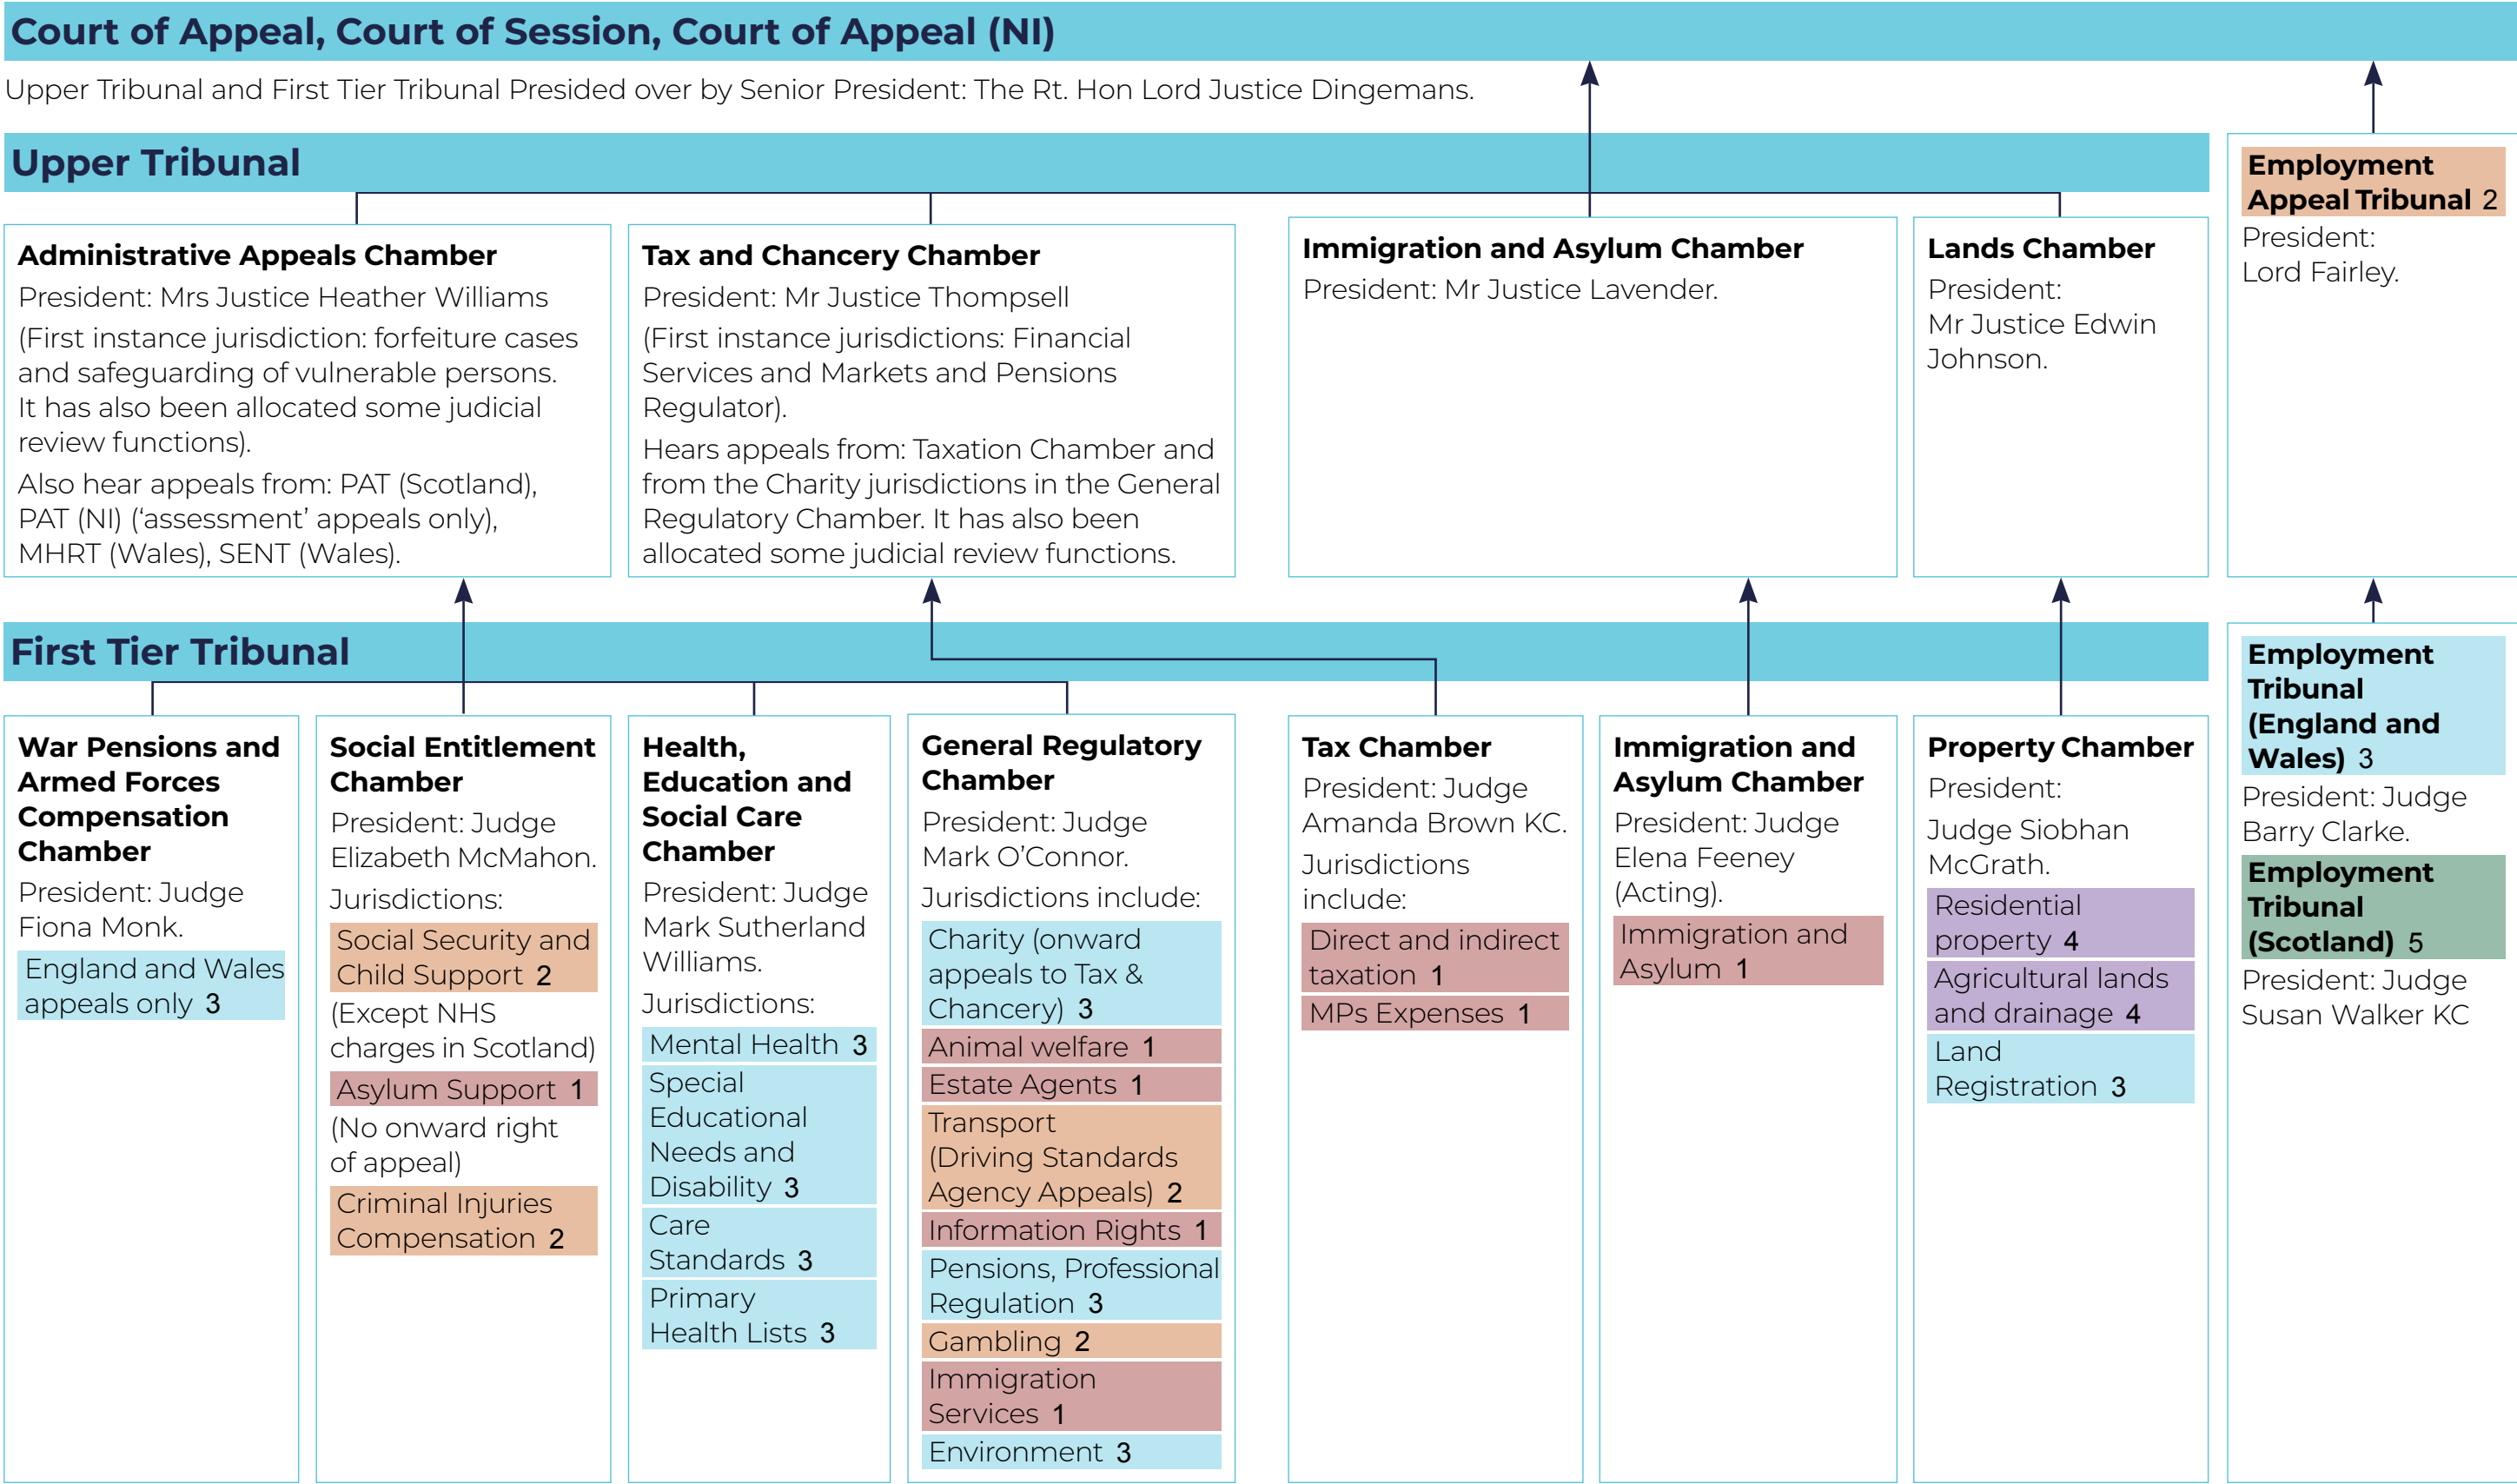 Court of Appeal, Court of Session, Court of Appeal (NI)
Upper Tribunal and First Tier Tribunal Presided over by Senior President: The Rt. Hon Lord Justice Dingemans.
Upper Tribunal
Administrative Appeals Chamber
President: Mrs Justice Heather Williams
(First instance jurisdiction: forfeiture cases
and safeguarding of vulnerable persons.
It has also been allocated some judicial
review functions).
Also hear appeals from: PAT (Scotland),
PAT (NI) (‘assessment’ appeals only),
MHRT (Wales), SENT (Wales).
Tax and Chancery Chamber
President: Mr Justice Thompsell
(First instance jurisdictions: Financial
Services and Markets and Pensions
Regulator).
Hears appeals from: Taxation Chamber and
from the Charity jurisdictions in the General
Regulatory Chamber. It has also been
allocated some judicial review functions.
Immigration and Asylum Chamber
President: Mr Justice Lavender.
Lands Chamber
President:
Mr Justice Edwin
Johnson.
Employment
Appeal Tribunal 2
President:
Lord Fairley.
First Tier Tribunal
War Pensions and
Armed Forces
Compensation
Chamber
President: Judge
Fiona Monk.
England and Wales
appeals only 3
Social Entitlement
Chamber
President: Judge
Elizabeth McMahon.
Jurisdictions:
Social Security and
Child Support 2
(Except NHS
charges in Scotland)
Asylum Support 1
(No onward right
of appeal)
Criminal Injuries
Compensation 2
Health,
Education and
Social Care
Chamber
President: Judge
Mark Sutherland
Williams.
Jurisdictions:
Mental Health 3
Special
Educational
Needs and
Disability 3
Care
Standards 3
Primary
Health Lists 3
General Regulatory
Chamber
President: Judge
Mark O’Connor.
Jurisdictions include:
Charity (onward
appeals to Tax &
Chancery) 3
Animal welfare 1
Estate Agents 1
Transport
(Driving Standards
Agency Appeals) 2
Information Rights 1
Pensions, Professional
Regulation 3
Gambling 2
Immigration
Services 1
Environment 3
Tax Chamber
President: Judge
Amanda Brown KC.
Jurisdictions
include:
Direct and indirect
taxation 1
MPs Expenses 1
Immigration and
Asylum Chamber
President: Judge
Elena Feeney
(Acting).
Immigration and
Asylum 1
Property Chamber
President:
Judge Siobhan
McGrath.
Residential
property 4
Agricultural lands
and drainage 4
Land
Registration 3
Employment
Tribunal
(England and
Wales) 3
President: Judge
Barry Clarke.
Employment
Tribunal
(Scotland) 5
President: Judge
Susan Walker KC